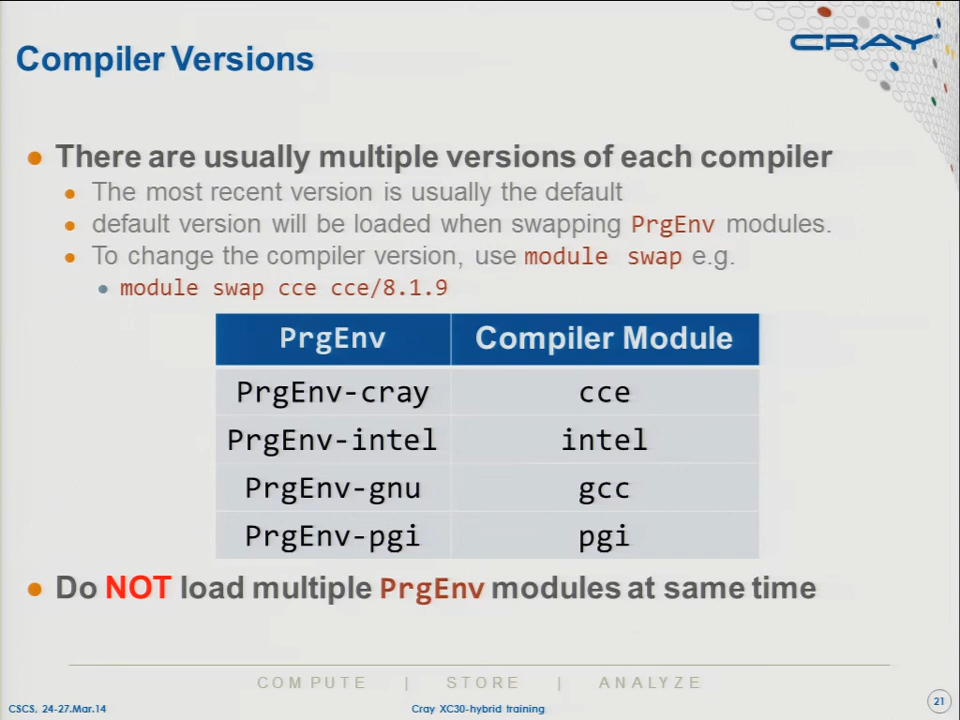 CRAY
Compiler Versions
There are usually multiple versions of each compiler
The most recent version is usually the default
default version will be loaded when swapping PrgEnv modules.
To change the compiler version, use module swap e.g.
module swap cce cce/8.1.9
PrgEnv Compiler Module
PrgEnv-cray cce
PrgEnv-intel intel
PrgEnv-gnu gcc
PrgEnv-pgi pgi
Do NOT load multiple PrgEnv modules at same time
COMPUTE | STORE | ANALYZE
CSCS, 24-27.Mar.14 Cray XC30-hybrid training 21